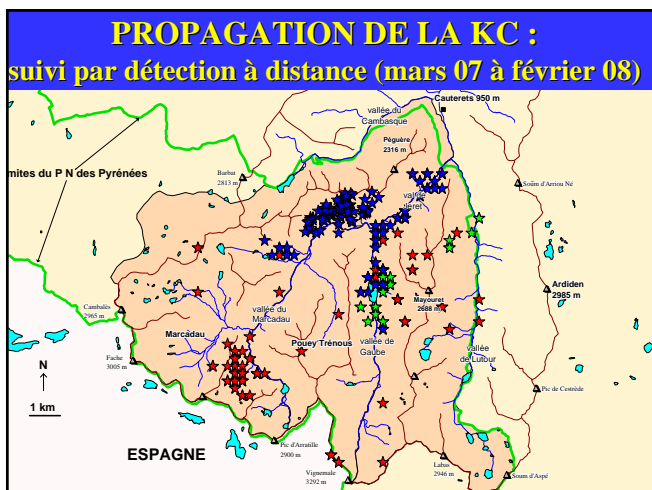 PROPAGATION DE LA KC :
suivi par détection à distance (mars 07 à février 08)
Cauterets 950 m
vallée du
Cambasque
Péguère
2316 m
mites du P N des Pyrénées
Barbat
2813 m
Soum d'Arriou Né
Ardiden
2985 m
Mayouret
2688 m
Cambalès
2965 m
vallée du
Marcadau
Marcadau
Pouey Trénous
vallée de
Gaube
vallée
de Lutour
Fache
3005 m
N
1 km
Pic de Cestrède
ESPAGNE
Pic d'Arratille
2900 m
Vignemale
3292 m
Labas
2946 m
Soum d'Aspé